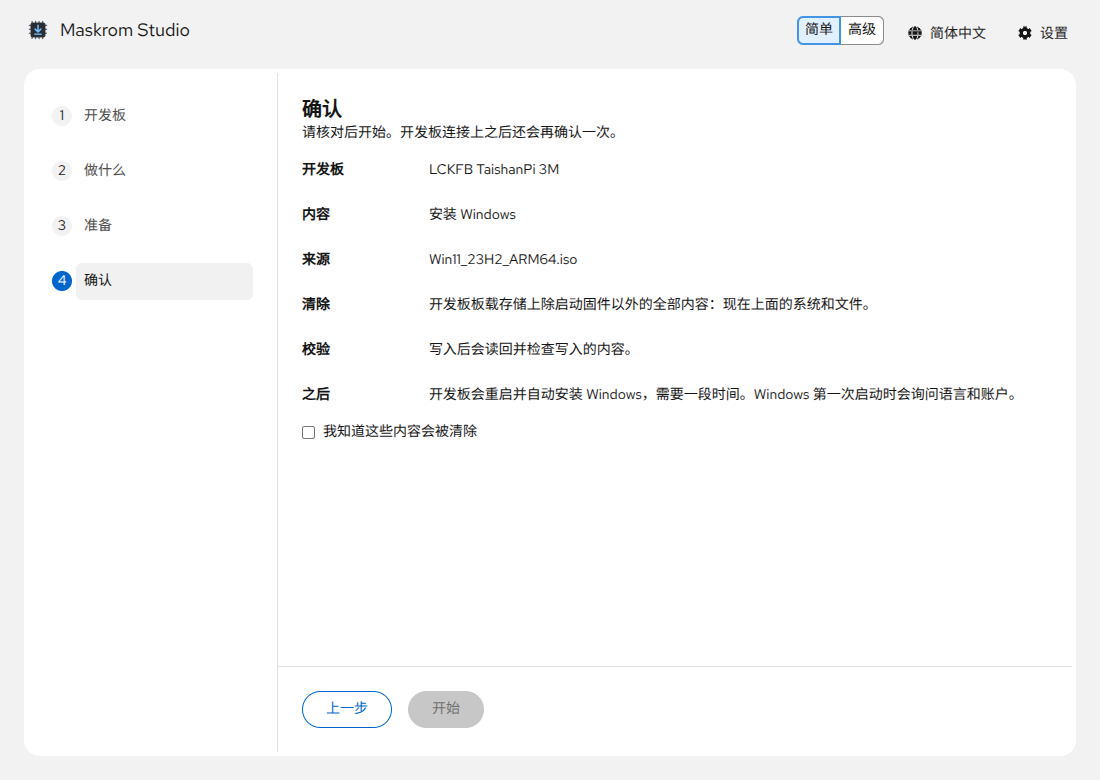 Maskrom Studio
简单 高级 简体中文 设置
1 开发板
2 做什么
3 准备
4 确认
确认
请核对后开始。开发板连接上之后还会再确认一次。
开发板 LCKFB TaishanPi 3M
内容 安装 Windows
来源 Win11_23H2_ARM64.iso
清除 开发板板载存储上除启动固件以外的全部内容：现在上面的系统和文件。
校验 写入后会读回并检查写入的内容。
之后 开发板会重启并自动安装 Windows，需要一段时间。Windows 第一次启动时会询问语言和账户。
我知道这些内容会被清除
上一步 开始